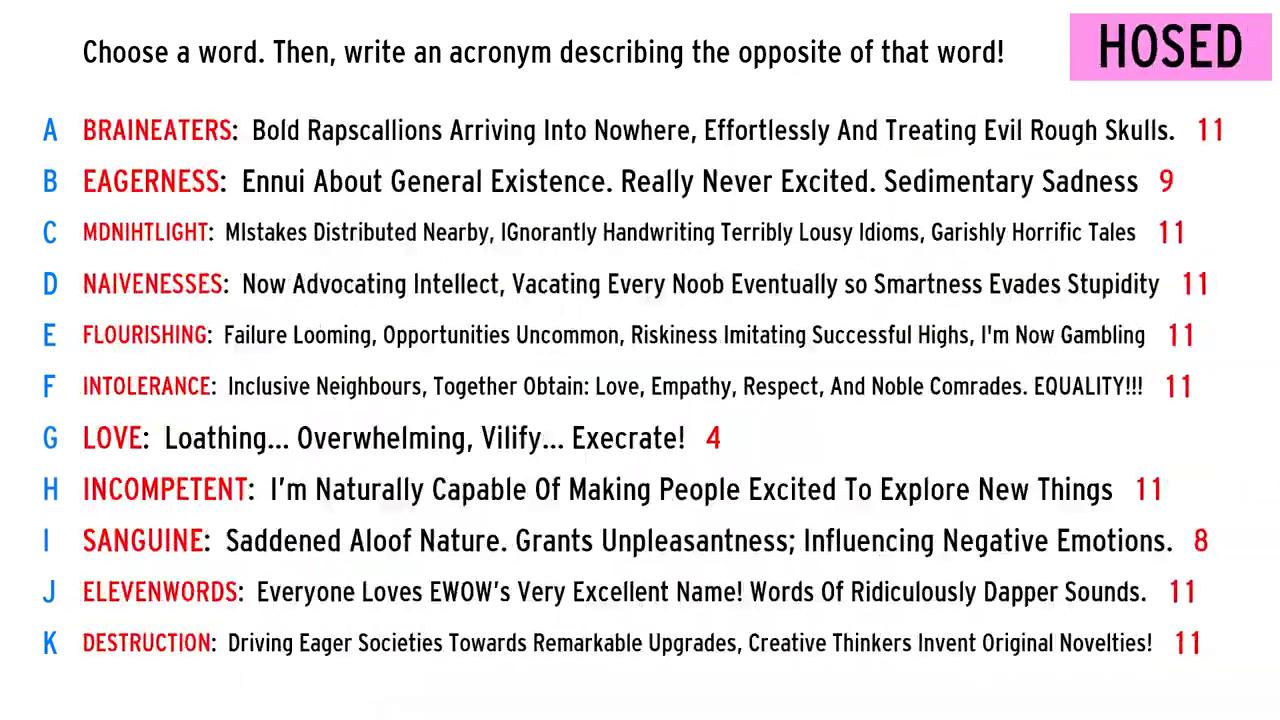 Choose a word. Then, write an acronym describing the opposite of that word!
HOSED
A BRAINEATERS: Bold Rapscallions Arriving Into Nowhere, Effortlessly And Treating Evil Rough Skulls. 11
B EAGERNESS: Ennui About General Existence. Really Never Excited. Sedimentary Sadness 9
C MDNIHTLIGHT: MIstakes Distributed Nearby, IGnorantly Handwriting Terribly Lousy Idioms, Garishly Horrific Tales 11
D NAIVENESSES: Now Advocating Intellect, Vacating Every Noob Eventually so Smartness Evades Stupidity 11
E FLOURISHING: Failure Looming, Opportunities Uncommon, Riskiness Imitating Successful Highs, I'm Now Gambling 11
F INTOLERANCE: Inclusive Neighbours, Together Obtain: Love, Empathy, Respect, And Noble Comrades. EQUALITY!!! 11
G LOVE: Loathing... Overwhelming, Vilify... Execrate! 4
H INCOMPETENT: I'm Naturally Capable Of Making People Excited To Explore New Things 11
I SANGUINE: Saddened Aloof Nature. Grants Unpleasantness; Influencing Negative Emotions. 8
J ELEVENWORDS: Everyone Loves EWOW's Very Excellent Name! Words Of Ridiculously Dapper Sounds. 11
K DESTRUCTION: Driving Eager Societies Towards Remarkable Upgrades, Creative Thinkers Invent Original Novelties! 11